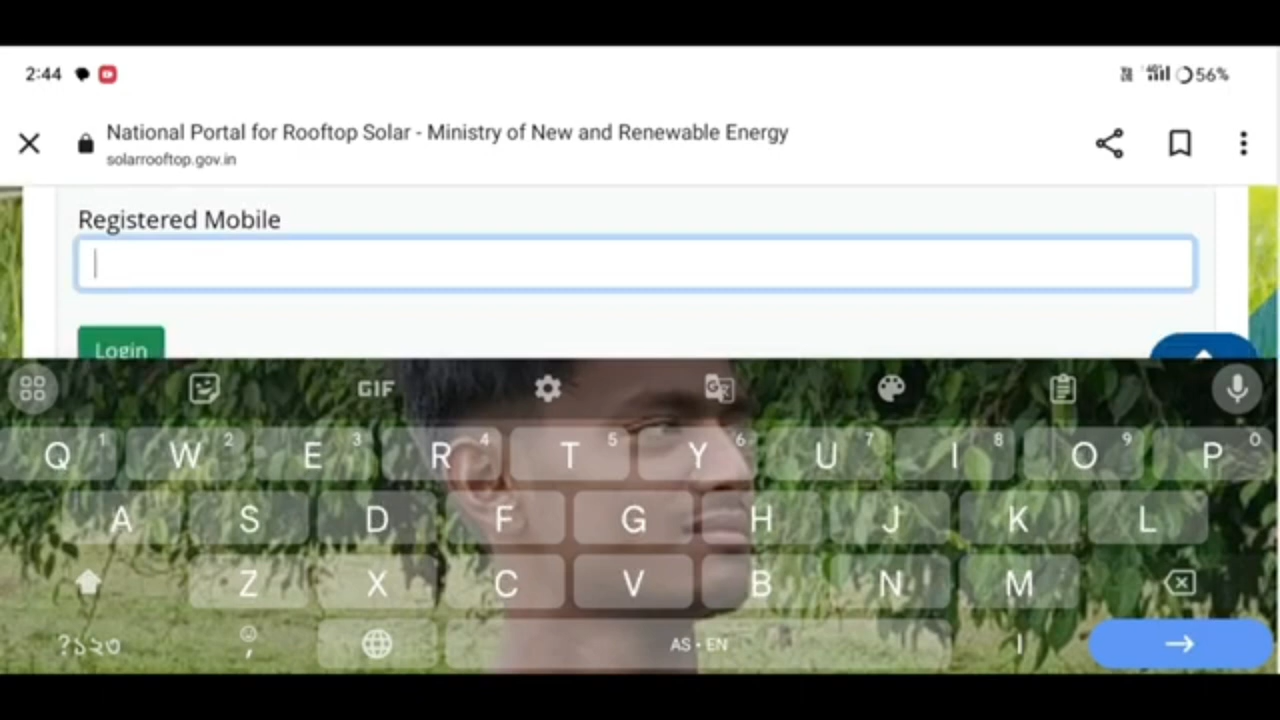 2:44 56%
National Portal for Rooftop Solar - Ministry of New and Renewable Energy
solarrooftop.gov.in
Registered Mobile
Login
GIF
Q 1 W 2 E 3 R 4 T 5 Y 6 U 7 I 8 O 9 P 0
A S D F G H J K L
Z X C V B N M
?১২৩ , AS • EN ।